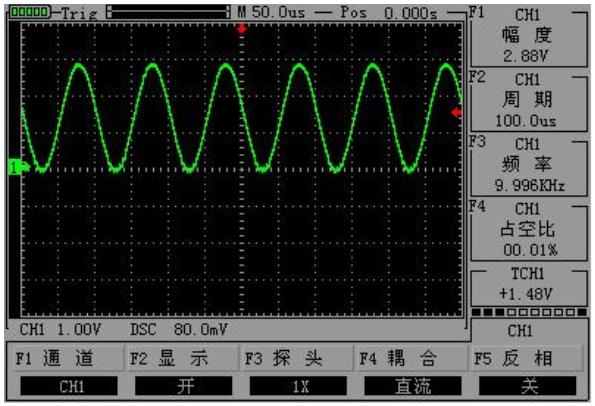 Trig M 50.0us — Pos 0.000s
F1 CH1
幅 度
2.88V
F2 CH1
周 期
100.0us
F3 CH1
频 率
9.996KHz
F4 CH1
占空比
00.01%
TCH1
+1.48V
1
CH1 1.00V DSC 80.0mV
CH1
F1 通 道 F2 显 示 F3 探 头 F4 耦 合 F5 反 相
CH1 开 1X 直流 关